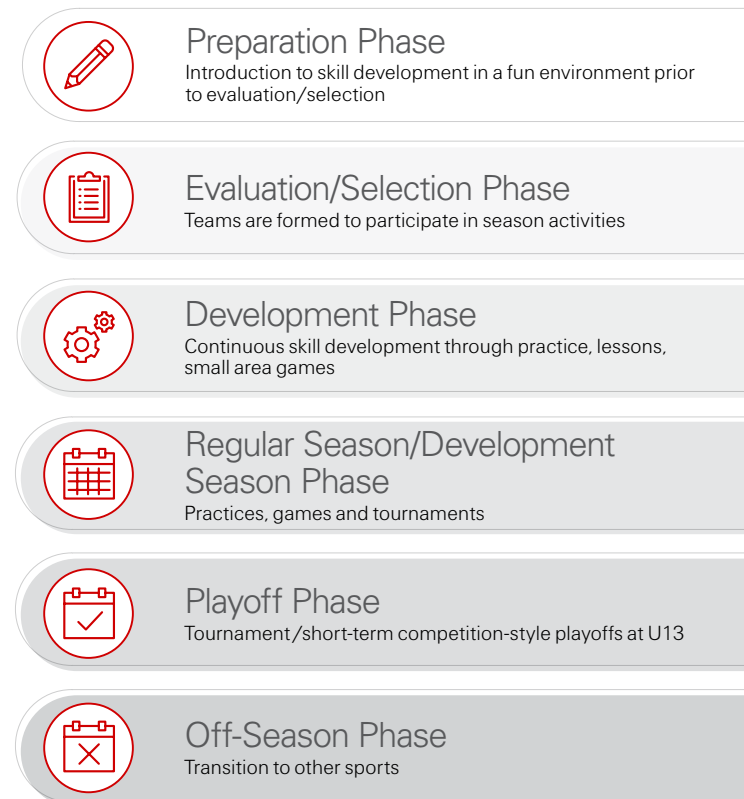 Preparation Phase
Introduction to skill development in a fun environment prior
to evaluation/selection
Evaluation/Selection Phase
Teams are formed to participate in season activities
Development Phase
Continuous skill development through practice, lessons,
small area games
Regular Season/Development
Season Phase
Practices, games and tournaments
Playoff Phase
Tournament/short-term competition-style playoffs at U13
Off-Season Phase
Transition to other sports